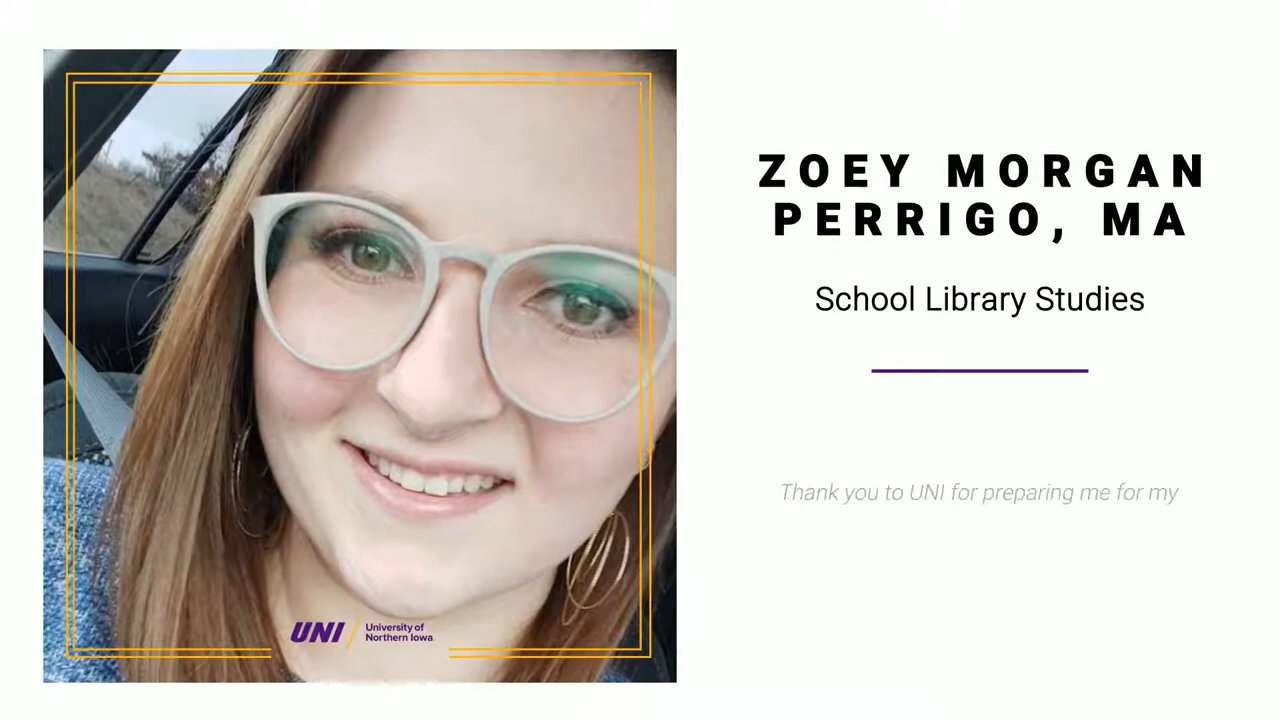 ZOEY MORGAN
PERRIGO, MA
School Library Studies
Thank you to UNI for preparing me for my
UNI
University of
Northern Iowa.